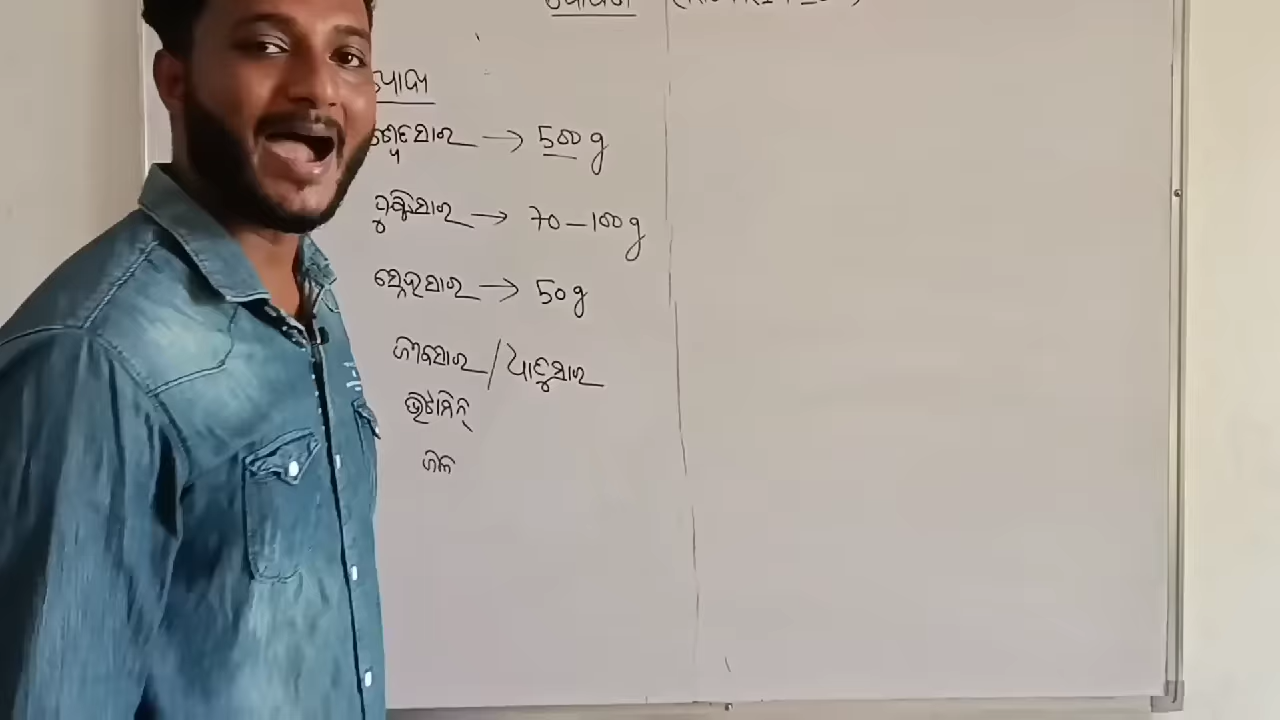 ଶ୍ୱେତସାର → 500 g
ପୁଷ୍ଟିସାର → 70 – 100 g
ସ୍ନେହସାର → 50 g
ଜୀବସାର / ଧାତୁସାର
ଭିଟାମିନ୍
ଜଳ